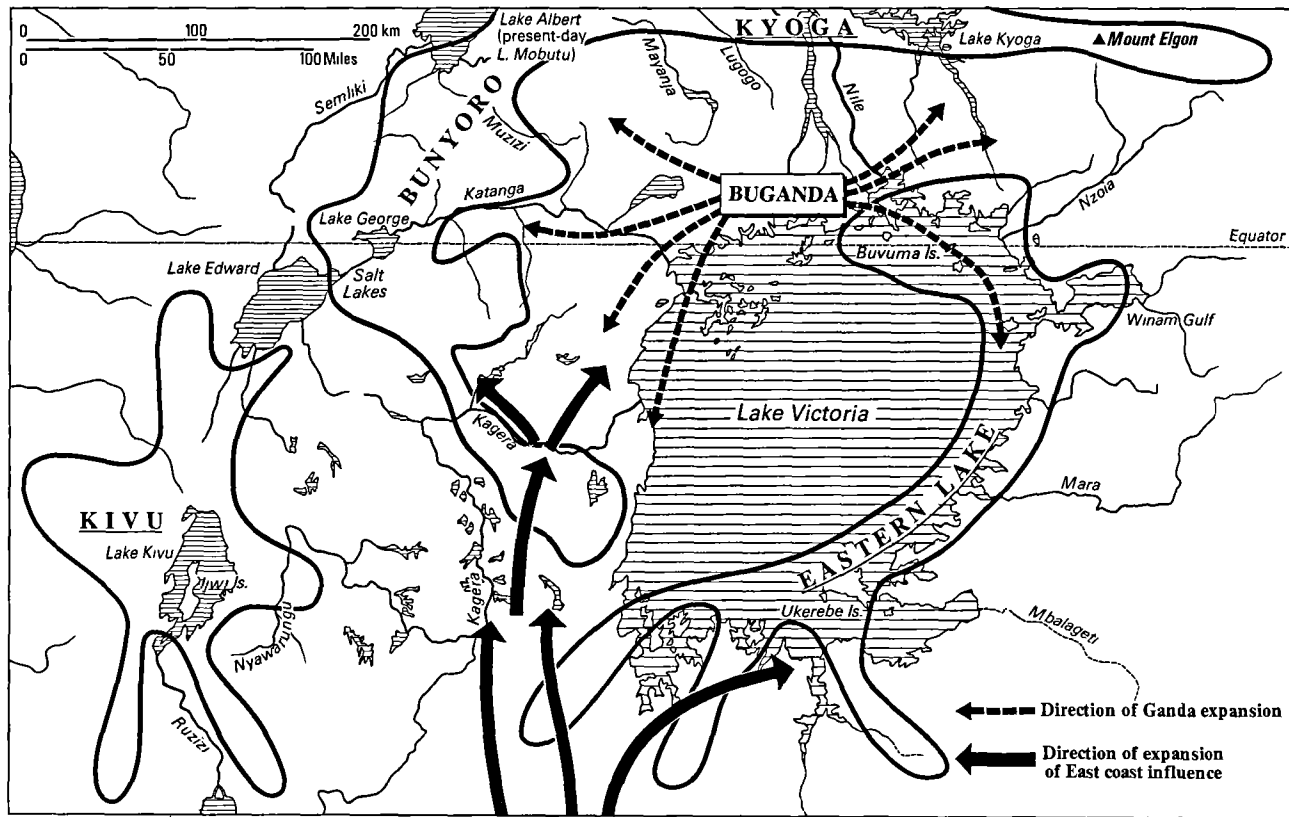 0 100 200 km
0 50 100 Miles
Lake Albert
(present-day
L. Mobutu)
KYOGA
Lake Kyoga
▲Mount Elgon
Semliki
Mayanja
Lugogo
Nile
BUNYORO
Muzizi
Katanga
BUGANDA
Nzoia
Lake George
Equator
Lake Edward
Salt
Lakes
Buvuma Is.
Winam Gulf
Lake Victoria
Kagera
EASTERN LAKE
Mara
KIVU
Lake Kivu
Kagera
Ukerebe Is.
Nyawarungu
Mbalageti
Ruzizi
Direction of Ganda expansion
Direction of expansion
of East coast influence